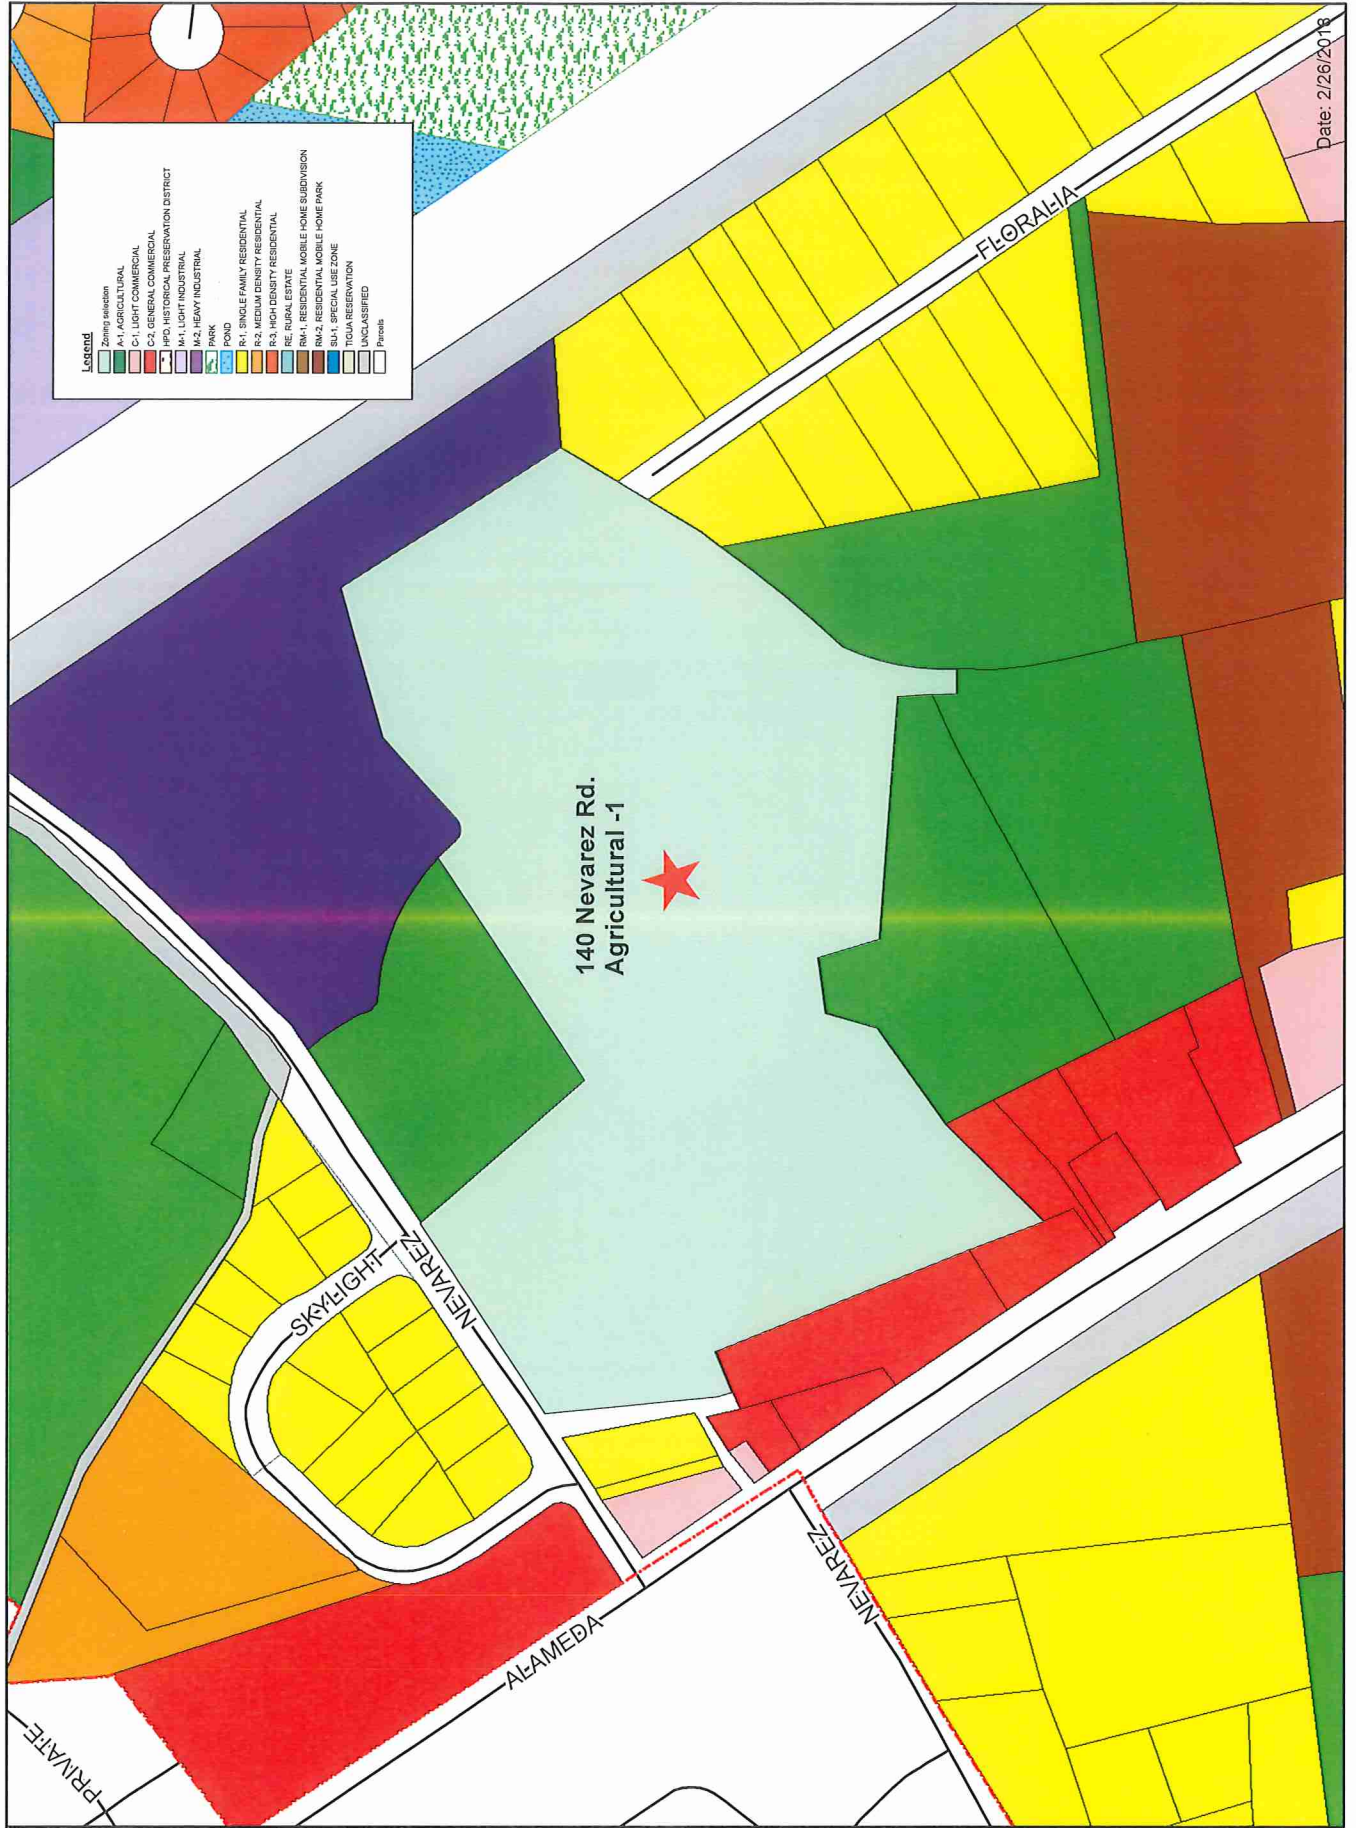 Legend
Zoning selection
A-1, AGRICULTURAL
C-1, LIGHT COMMERCIAL
C-2, GENERAL COMMERCIAL
HPD, HISTORICAL PRESERVATION DISTRICT
M-1, LIGHT INDUSTRIAL
M-2, HEAVY INDUSTRIAL
PARK
POND
R-1, SINGLE FAMILY RESIDENTIAL
R-2, MEDIUM DENSITY RESIDENTIAL
R-3, HIGH DENSITY RESIDENTIAL
RE, RURAL ESTATE
RM-1, RESIDENTIAL MOBILE HOME SUBDIVISION
RM-2, RESIDENTIAL MOBILE HOME PARK
SU-1, SPECIAL USE ZONE
TIGUA RESERVATION
UNCLASSIFIED
Parcels
PRIVATE
SKYLIGHT
NEVAREZ
140 Nevarez Rd.
Agricultural -1
ALAMEDA
NEVAREZ
FLORALIA
Date: 2/26/2018